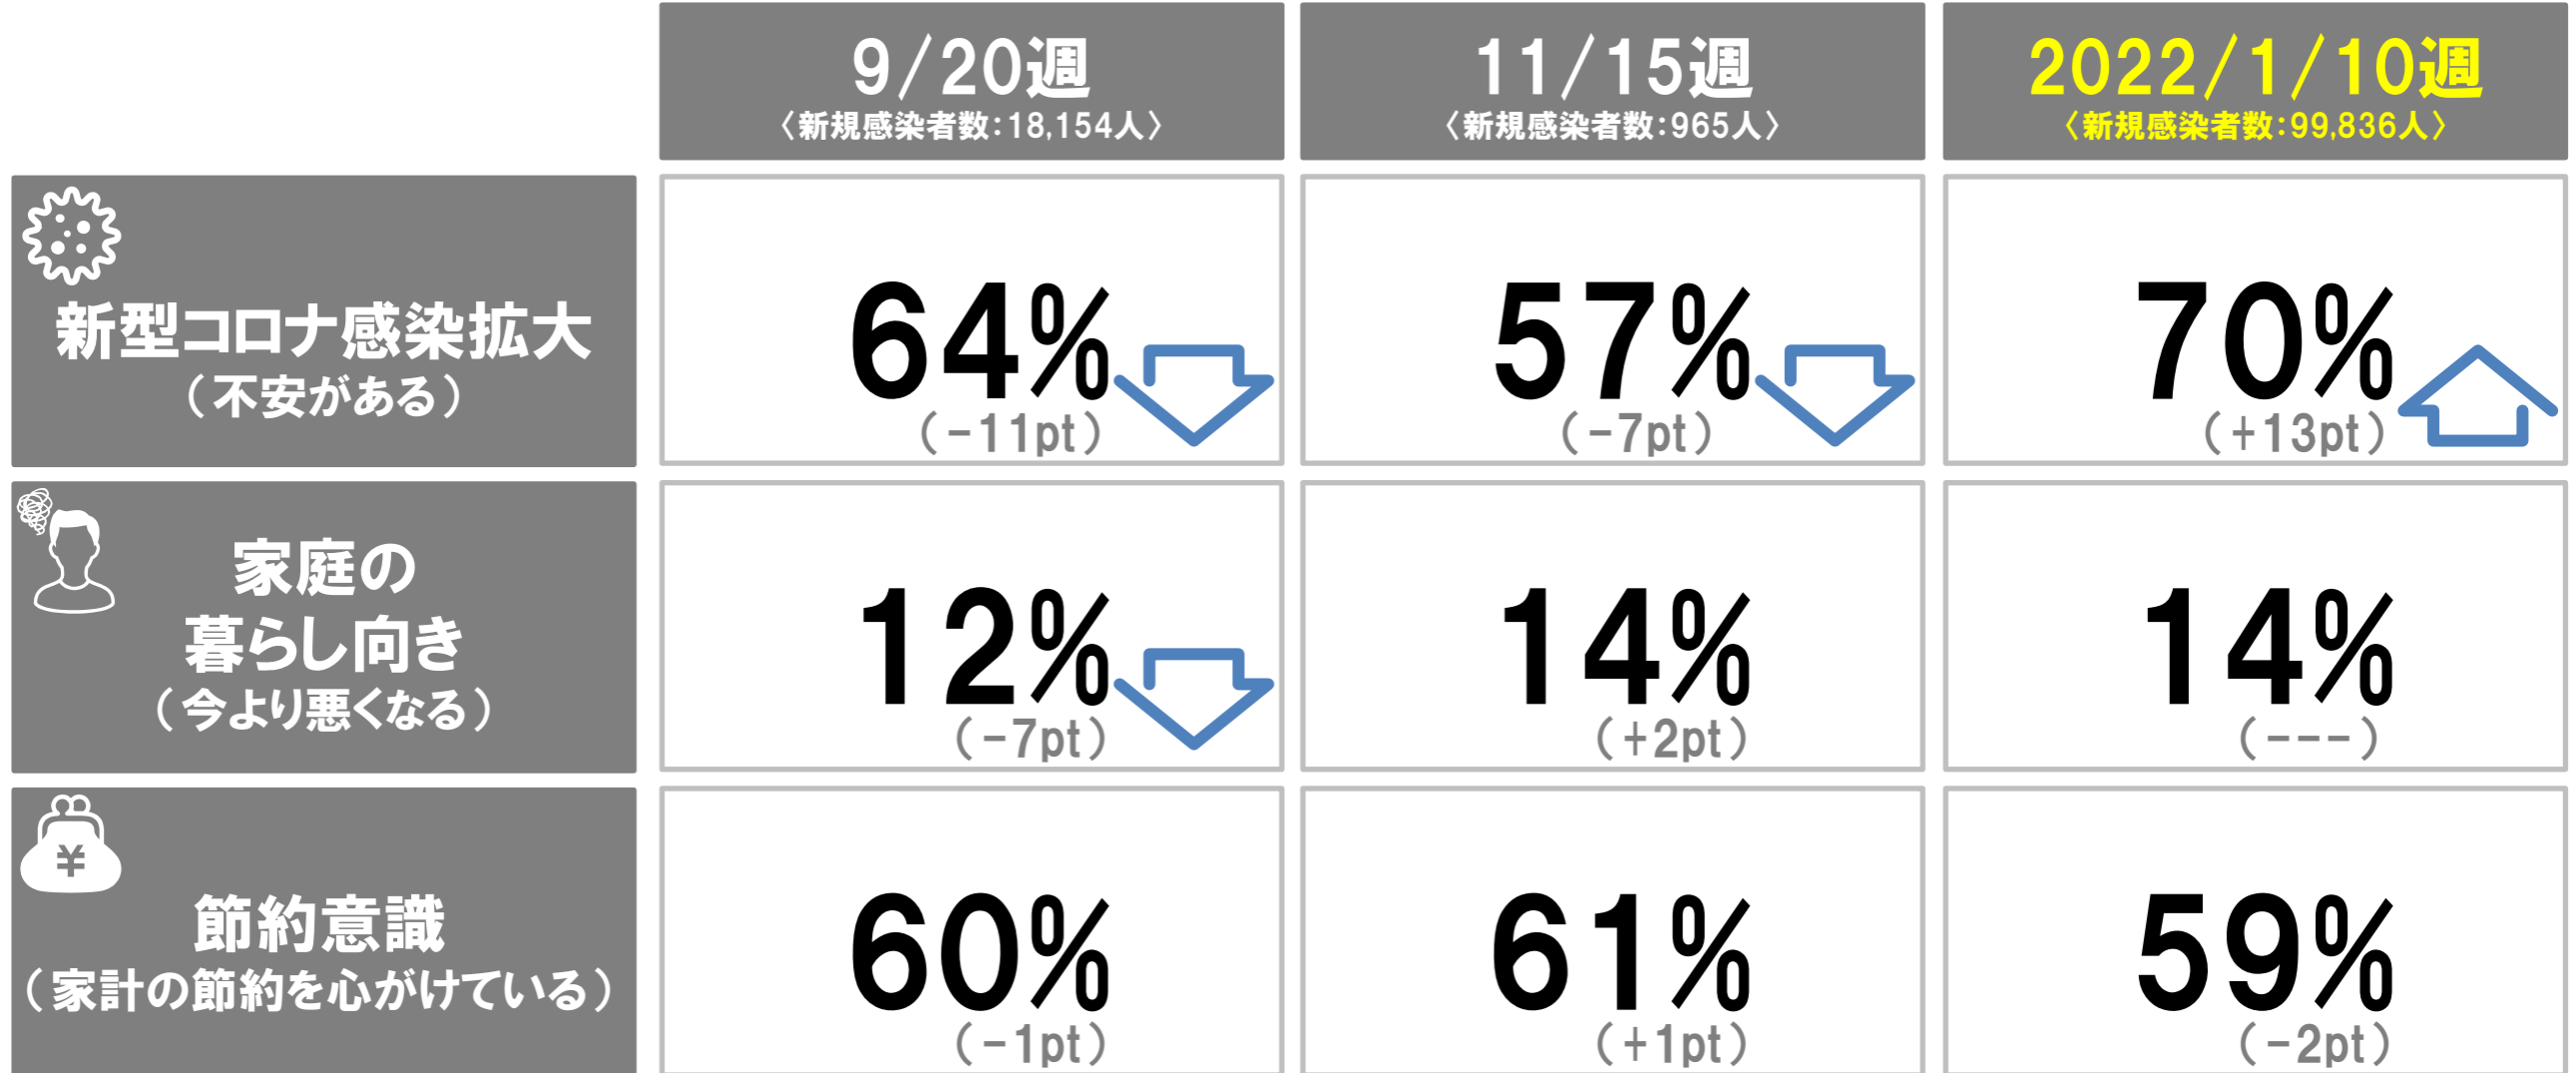 9/20週
〈新規感染者数:18,154人〉
11/15週
〈新規感染者数:965人〉
2022/1/10週
〈新規感染者数:99,836人〉
新型コロナ感染拡大
(不安がある)
64%
(-11pt)
57%
(-7pt)
70%
(+13pt)
家庭の
暮らし向き
(今より悪くなる)
12%
(-7pt)
14%
(+2pt)
14%
(---)
¥
節約意識
(家計の節約を心がけている)
60%
(-1pt)
61%
(+1pt)
59%
(-2pt)